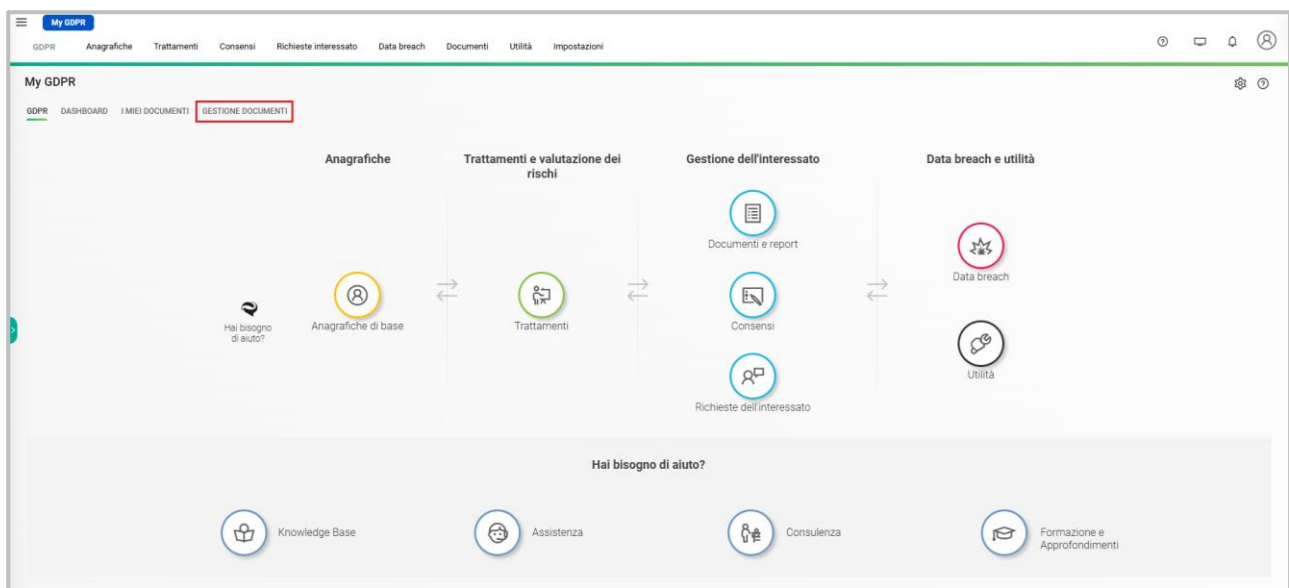 My GDPR
GDPR Anagrafiche Trattamenti Consensi Richieste interessato Data breach Documenti Utilità Impostazioni
My GDPR
GDPR DASHBOARD I MIEI DOCUMENTI GESTIONE DOCUMENTI
Anagrafiche
Trattamenti e valutazione dei
rischi
Gestione dell'interessato
Data breach e utilità
Hai bisogno
di aiuto?
Anagrafiche di base
Trattamenti
Documenti e report
Consensi
Richieste dell'interessato
Data breach
Utilità
Hai bisogno di aiuto?
Knowledge Base
Assistenza
Consulenza
Formazione e
Approfondimenti